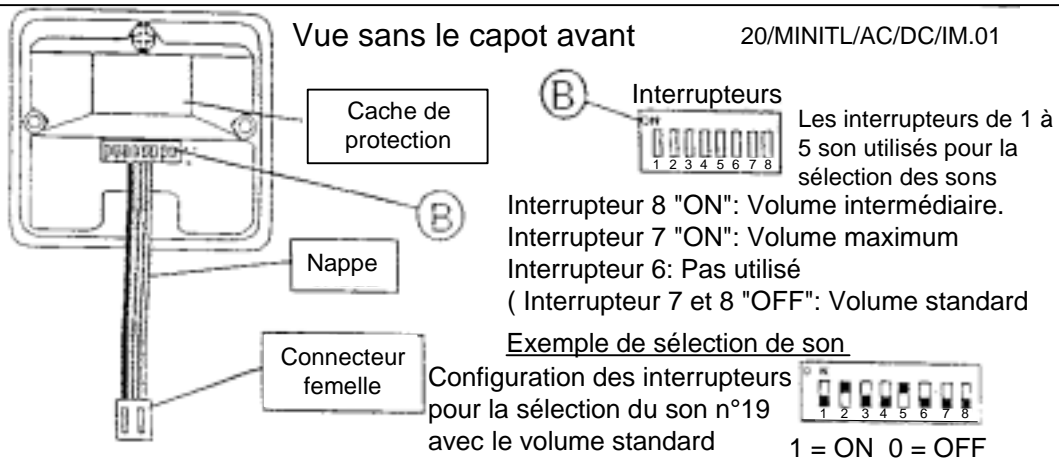 Vue sans le capot avant
20/MINITL/AC/DC/IM.01
Cache de
protection
B
Nappe
Connecteur
femelle
B
Interrupteurs
ON
1 2 3 4 5 6 7 8
Les interrupteurs de 1 à
5 son utilisés pour la
sélection des sons
Interrupteur 8 "ON": Volume intermédiaire.
Interrupteur 7 "ON": Volume maximum
Interrupteur 6: Pas utilisé
( Interrupteur 7 et 8 "OFF": Volume standard
Exemple de sélection de son
Configuration des interrupteurs
pour la sélection du son n°19
avec le volume standard
O N
1 2 3 4 5 6 7 8
1 = ON 0 = OFF